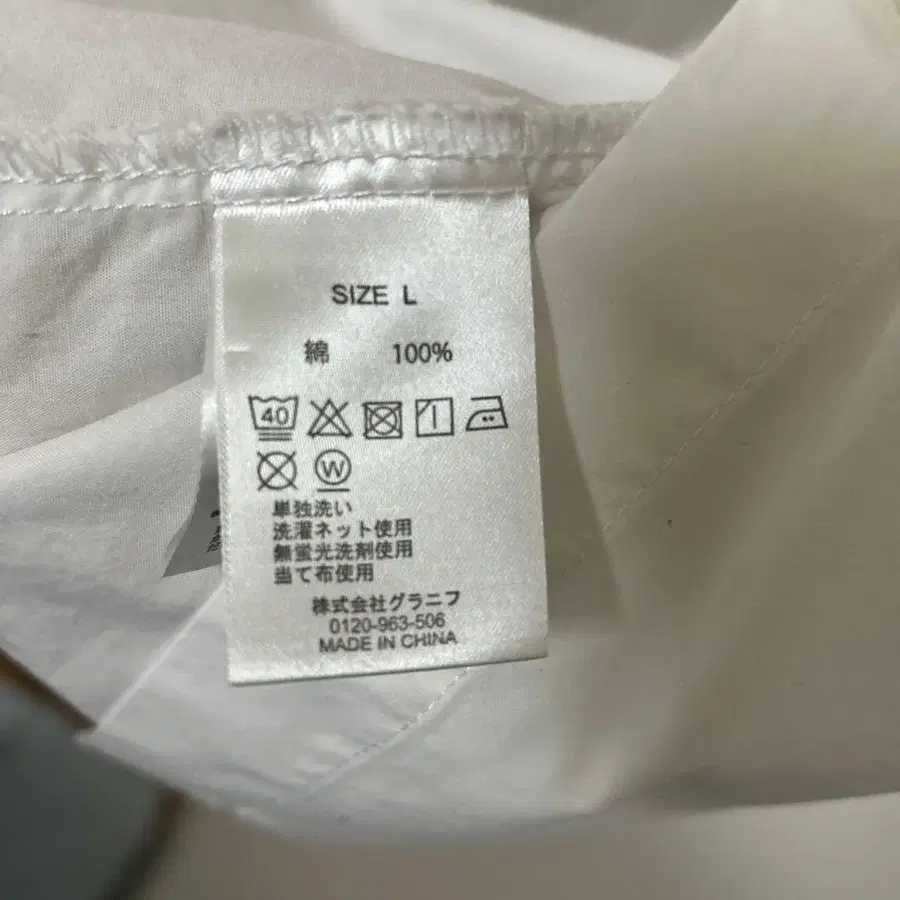 SIZE L
綿 100%
40
W
単独洗い
洗濯ネット使用
無蛍光洗剤使用
当て布使用
株式会社グラニフ
0120-963-506
MADE IN CHINA